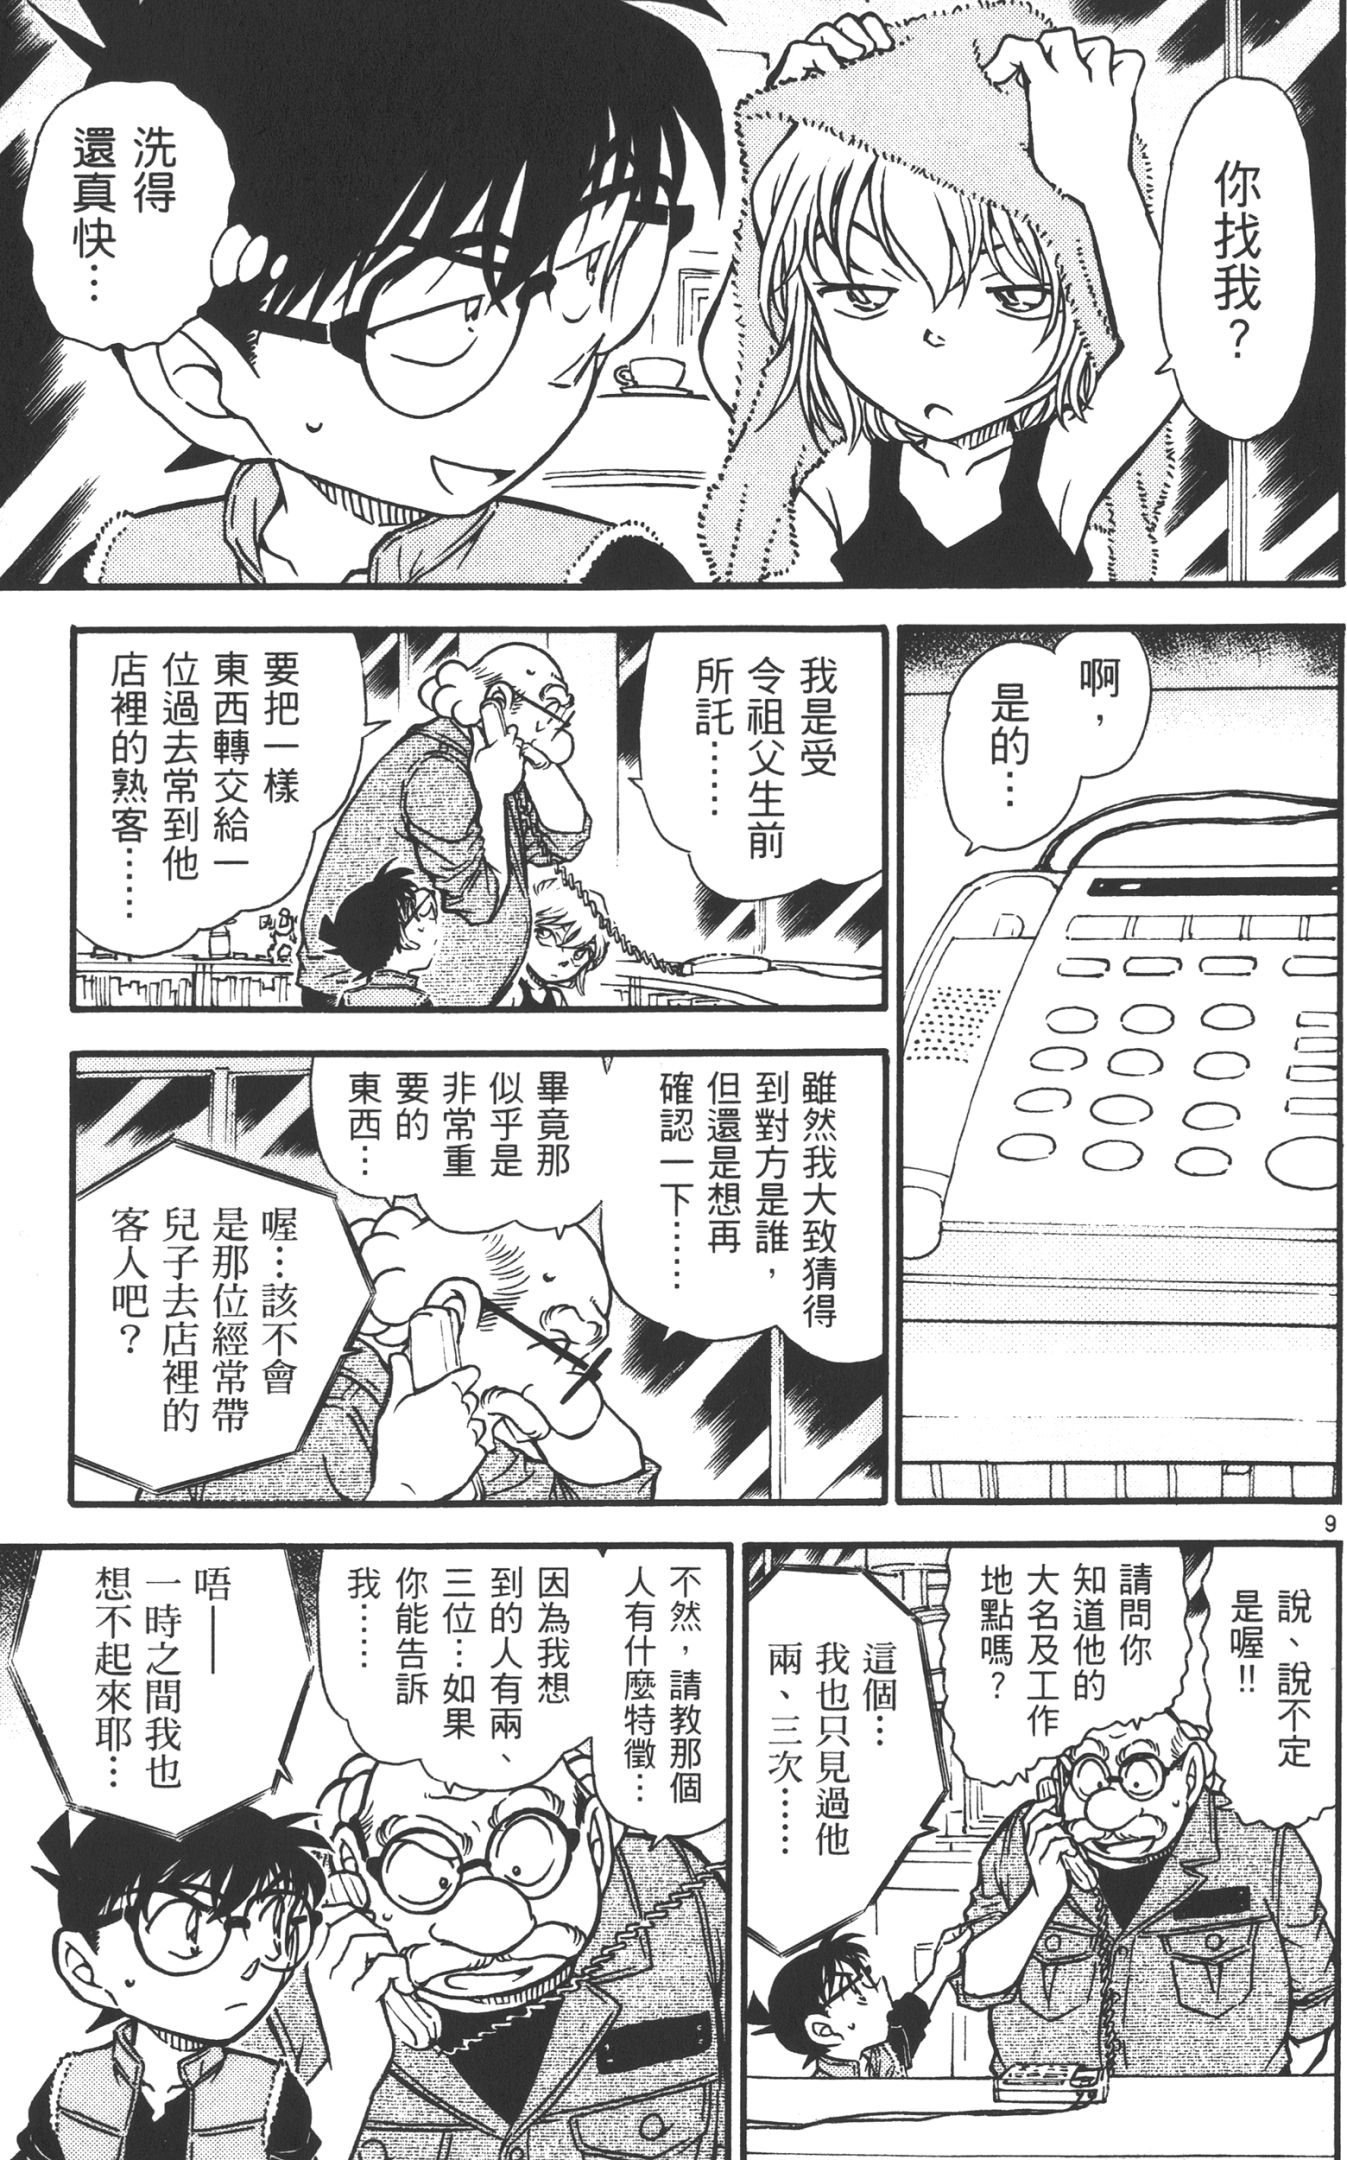 你找我？
洗得
還真快…
啊，
是的…
我是受
令祖父生前
所託……
要把一樣
東西轉交給一
位過去常到他
店裡的熟客……
雖然我大致猜得
到對方是誰，
但還是想再
確認一下……
畢竟那
似乎是
非常重
要的
東西…
喔…該不會
是那位經常帶
兒子去店裡的
客人吧？
9
說、說不定
是喔!!
請問你
知道他的
大名及工作
地點嗎？
這個…
我也只見過他
兩、三次……
不然，請教那個
人有什麼特徵…
因為我想
到的人有兩、
三位…如果
你能告訴
我……
唔——
一時之間我也
想不起來耶…